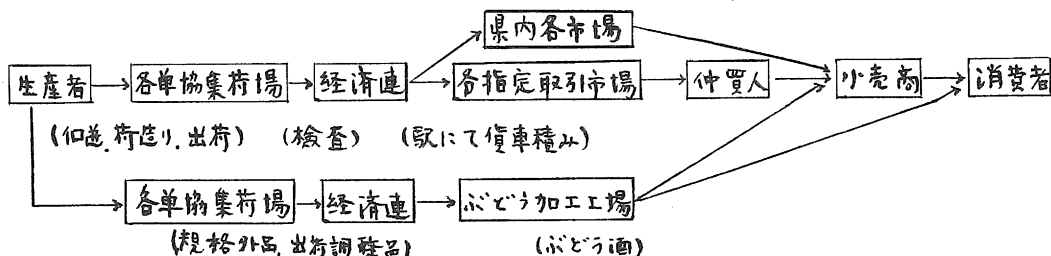 県内各市場
生産者 各単協集荷場 経済連 各指定取引市場 仲買人 小売商 消費者
(個選、荷造り、出荷) (検査) (駅にて貨車積み)
各単協集荷場 経済連 ぶどう加工工場
(規格外品、出荷調整品) (ぶどう酒)